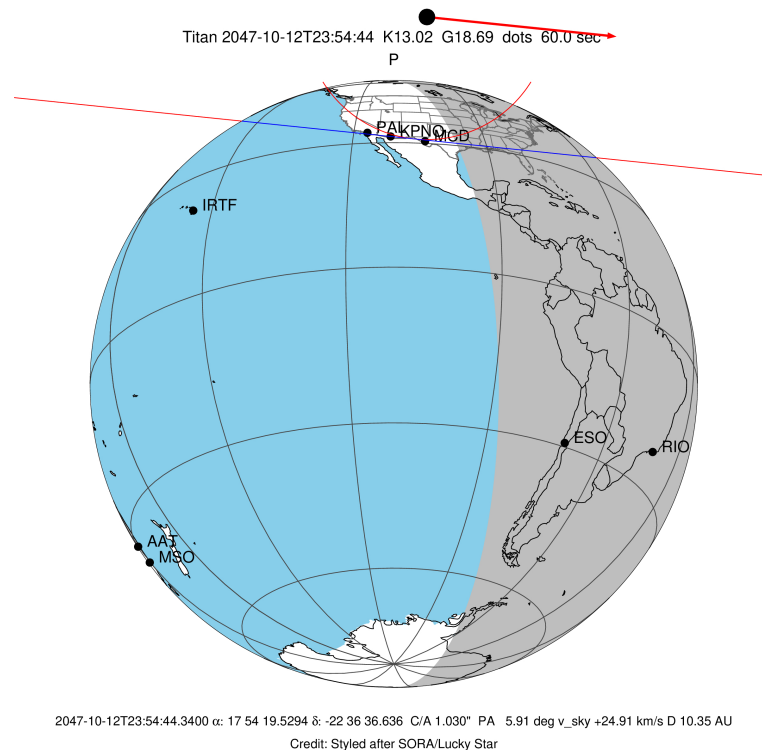 Titan 2047-10-12T23:54:44 K13.02 G18.69 dots 60.0 sec
P
PAL
KPNO
MCD
IRTF
ESO
RIO
AAT
MSO
2047-10-12T23:54:44.3400 α: 17 54 19.5294 δ: -22 36 36.636 C/A 1.030" PA 5.91 deg v_sky +24.91 km/s D 10.35 AU
Credit: Styled after SORA/Lucky Star